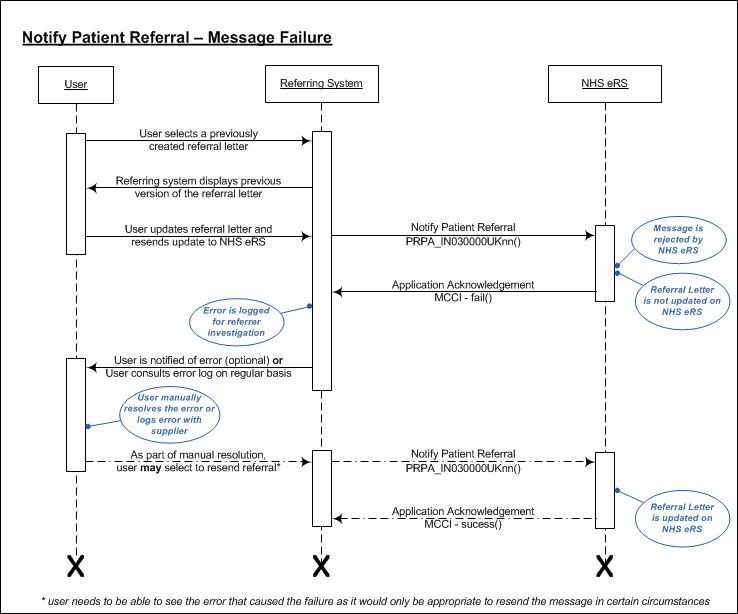 Notify Patient Referral – Message Failure
User
Referring System
NHS eRS
User selects a previously
created referral letter
Referring system displays previous
version of the referral letter
User updates referral letter and
resends update to NHS eRS
Notify Patient Referral
PRPA_IN030000UKnn()
Message is
rejected by
NHS eRS
Application Acknowledgement
MCCI - fail()
Referral Letter
is not updated on
NHS eRS
Error is logged
for referrer
investigation
User is notified of error (optional) or
User consults error log on regular basis
User manually
resolves the error or
logs error with
supplier
As part of manual resolution,
user may select to resend referral*
Notify Patient Referral
PRPA_IN030000UKnn()
Application Acknowledgement
MCCI - sucess()
Referral Letter
is updated on
NHS eRS
X X X
* user needs to be able to see the error that caused the failure as it would only be appropriate to resend the message in certain circumstances